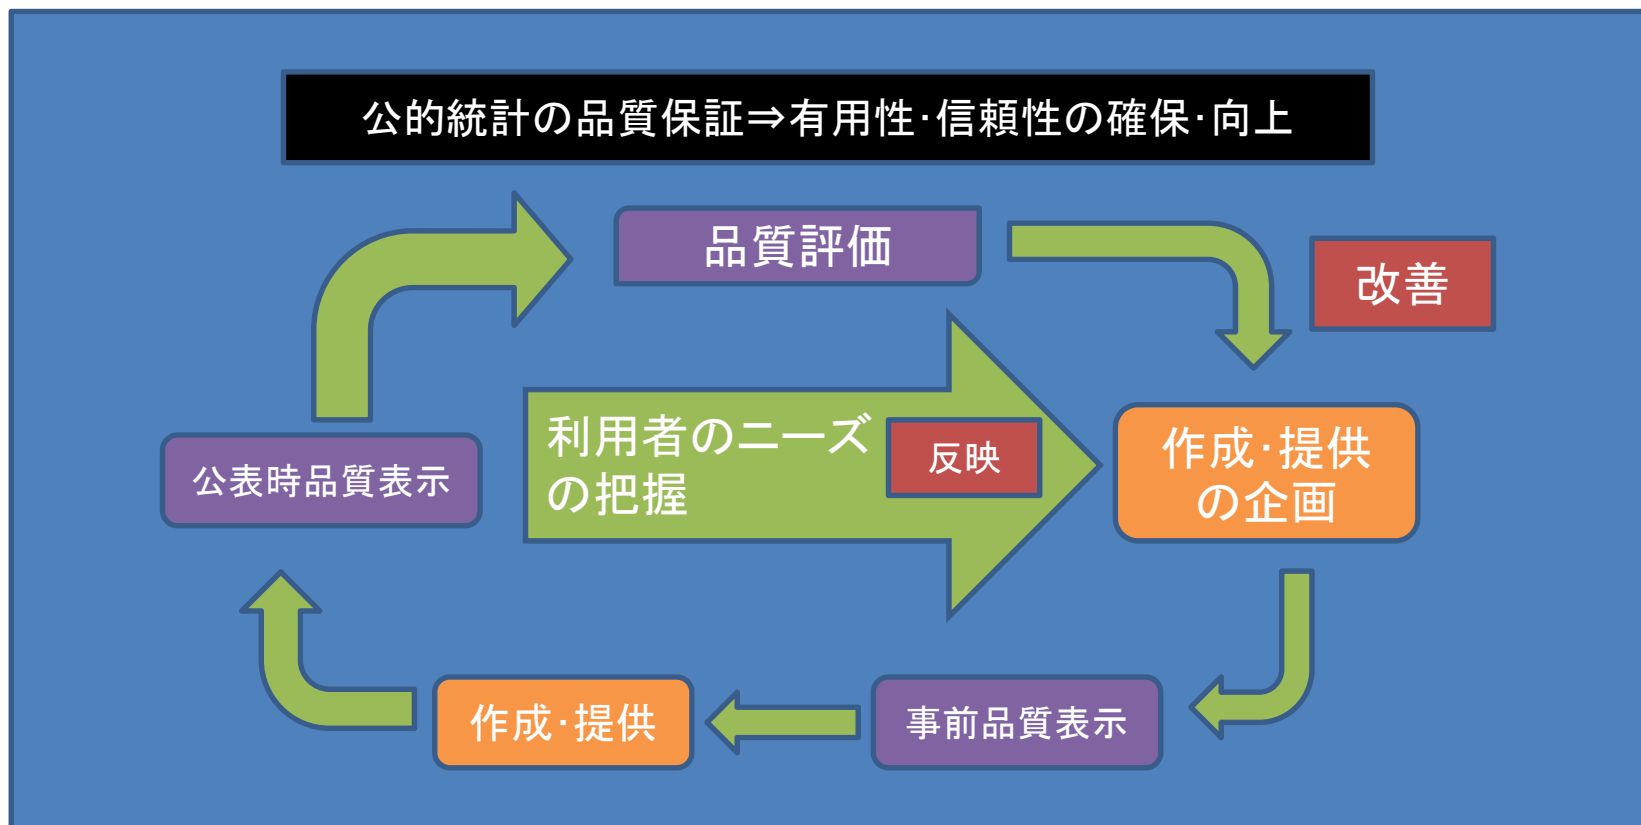 公的統計の品質保証⇒有用性・信頼性の確保・向上
品質評価
改善
利用者のニーズ
の把握
反映
作成・提供
の企画
公表時品質表示
作成・提供
事前品質表示